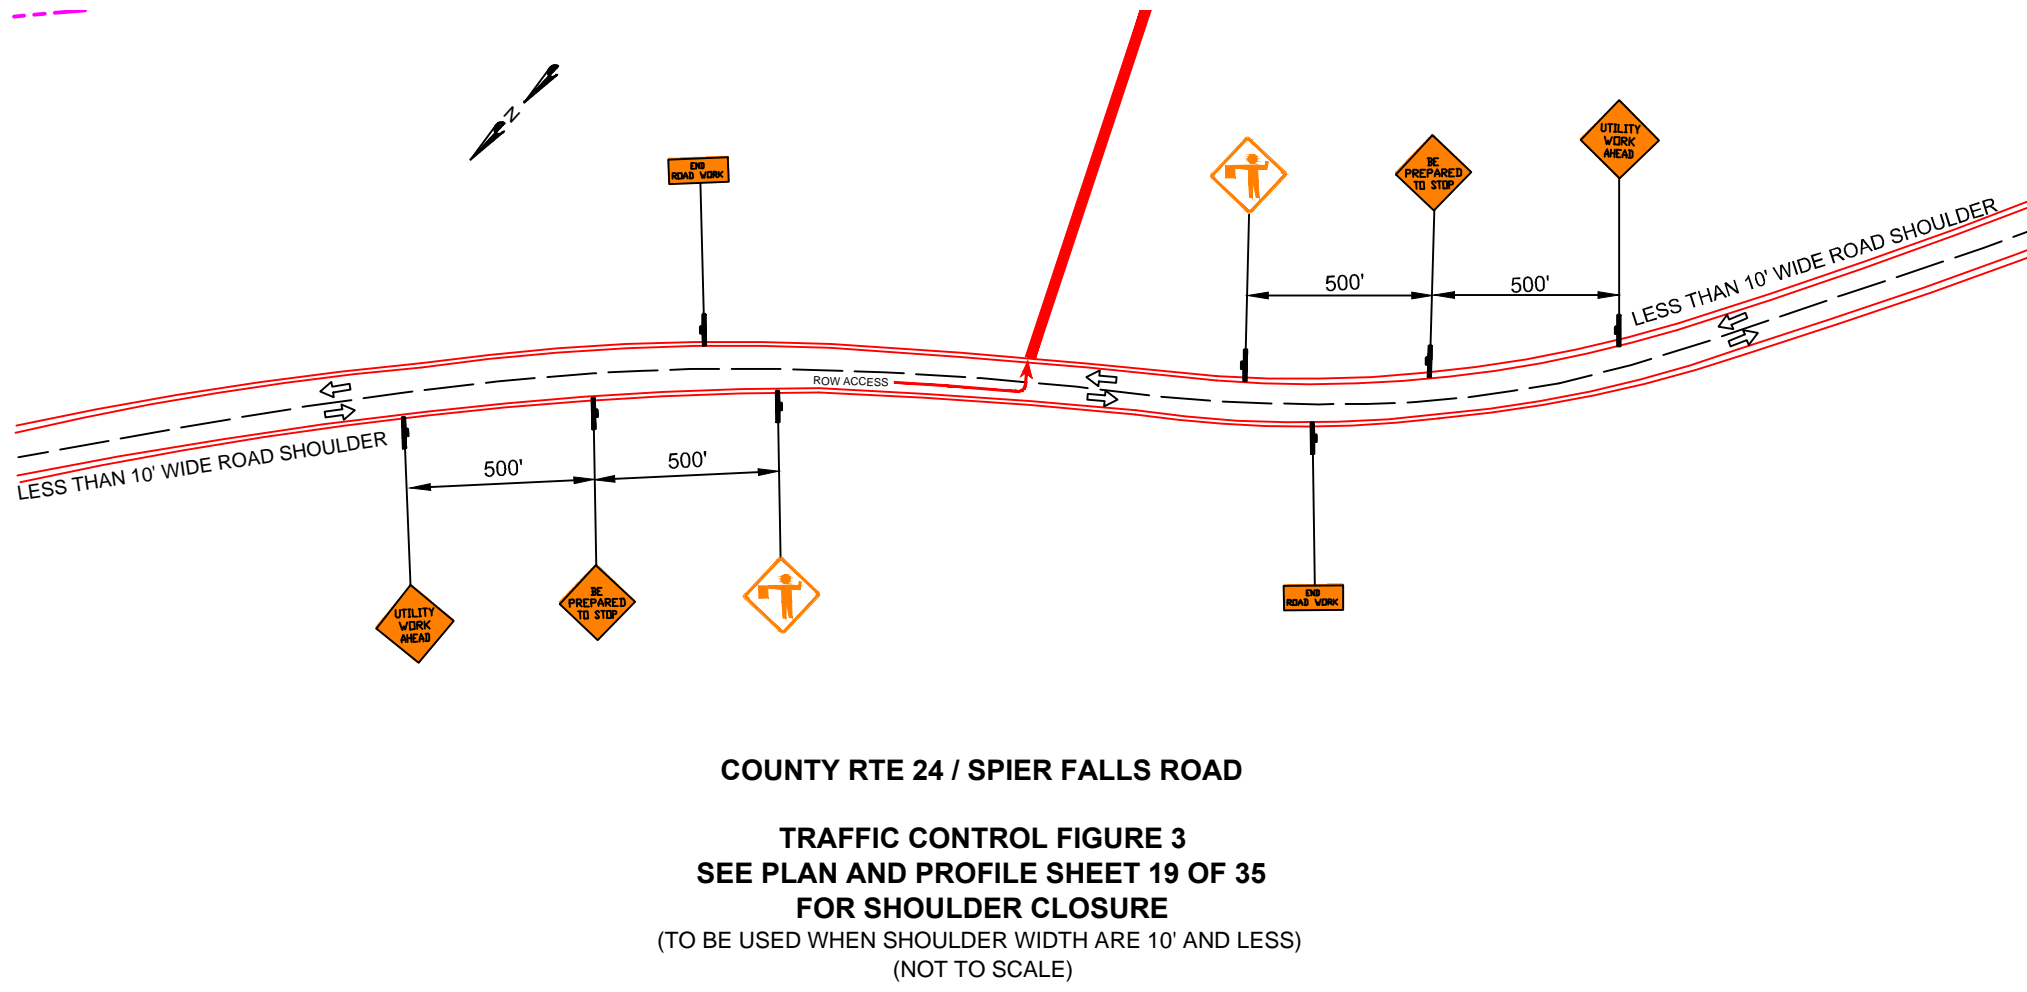 N
END
ROAD WORK
BE
PREPARED
TO STOP
UTILITY
WORK
AHEAD
500'
500'
LESS THAN 10' WIDE ROAD SHOULDER
ROW ACCESS
LESS THAN 10' WIDE ROAD SHOULDER
500'
500'
UTILITY
WORK
AHEAD
BE
PREPARED
TO STOP
END
ROAD WORK
COUNTY RTE 24 / SPIER FALLS ROAD
TRAFFIC CONTROL FIGURE 3
SEE PLAN AND PROFILE SHEET 19 OF 35
FOR SHOULDER CLOSURE
(TO BE USED WHEN SHOULDER WIDTH ARE 10' AND LESS)
(NOT TO SCALE)